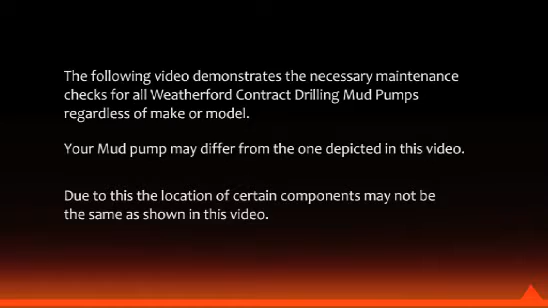 The following video demonstrates the necessary maintenance
checks for all Weatherford Contract Drilling Mud Pumps
regardless of make or model.
Your Mud pump may differ from the one depicted in this video.
Due to this the location of certain components may not be
the same as shown in this video.